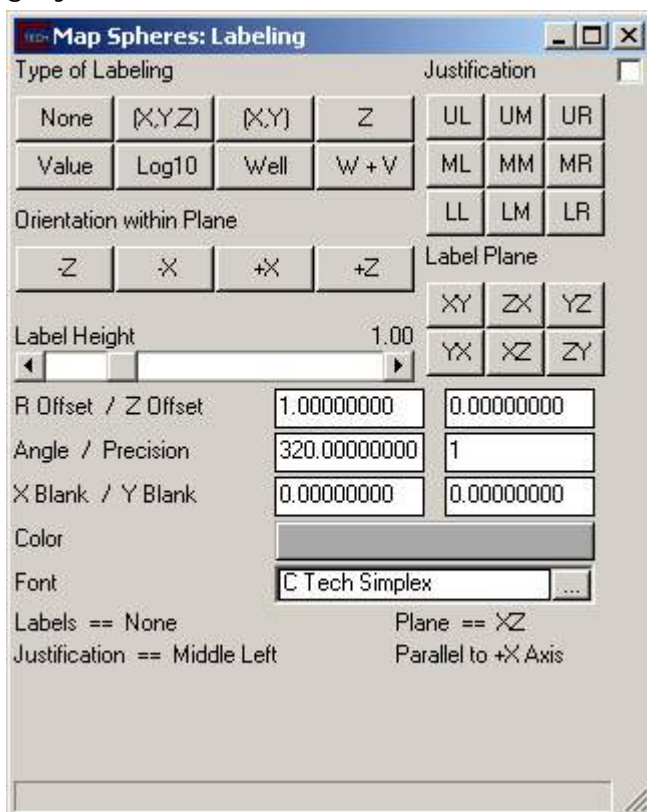 TECH Map Spheres: Labeling
Type of Labeling Justification
None (X,Y,Z) (X,Y) Z UL UM UR
Value Log10 Well W + V ML MM MR
Orientation within Plane LL LM LR
-Z -X +X +Z Label Plane
XY ZX YZ
Label Height 1.00
YX XZ ZY
R Offset / Z Offset 1.00000000 0.00000000
Angle / Precision 320.00000000 1
X Blank / Y Blank 0.00000000 0.00000000
Color
Font C Tech Simplex ...
Labels == None Plane == XZ
Justification == Middle Left Parallel to +X Axis